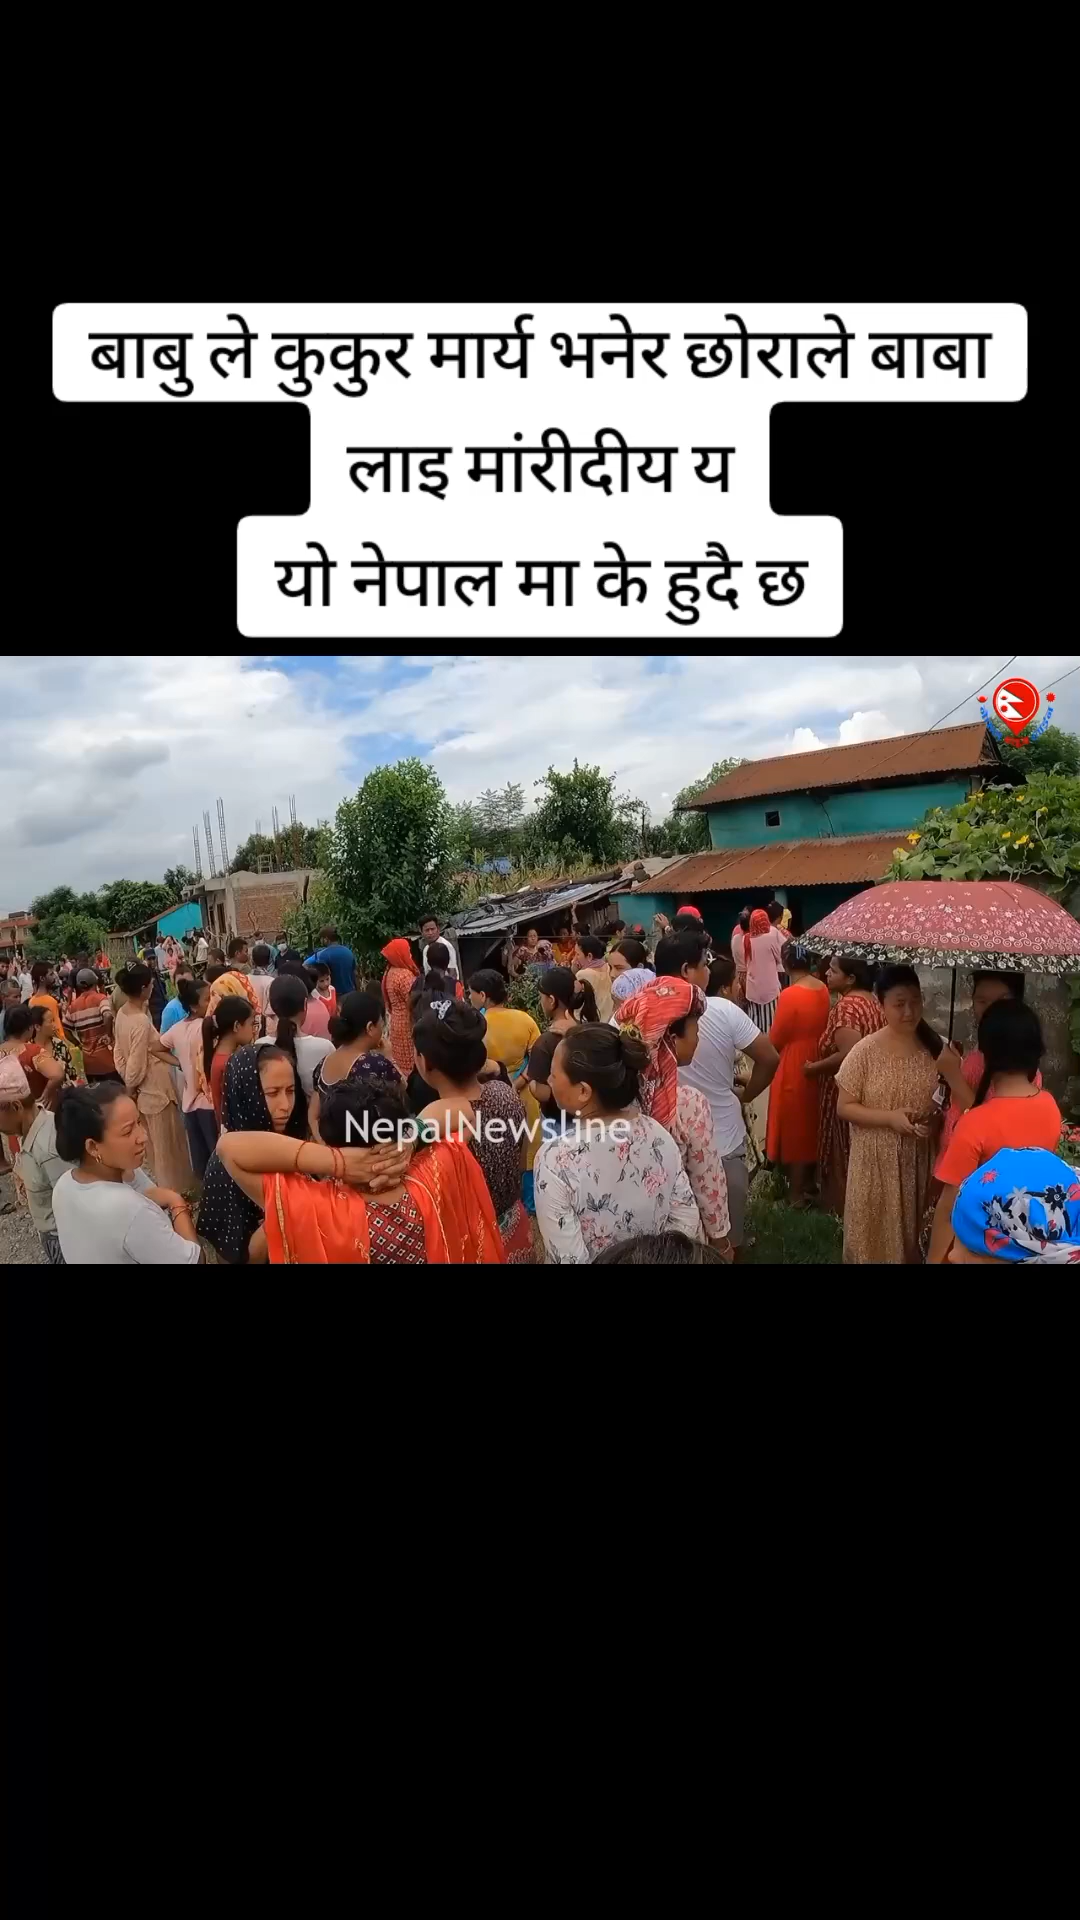 बाबु ले कुकुर मार्य भनेर छोराले बाबा
लाइ मांरीदीय य
यो नेपाल मा के हुदै छ
NepalNewsline